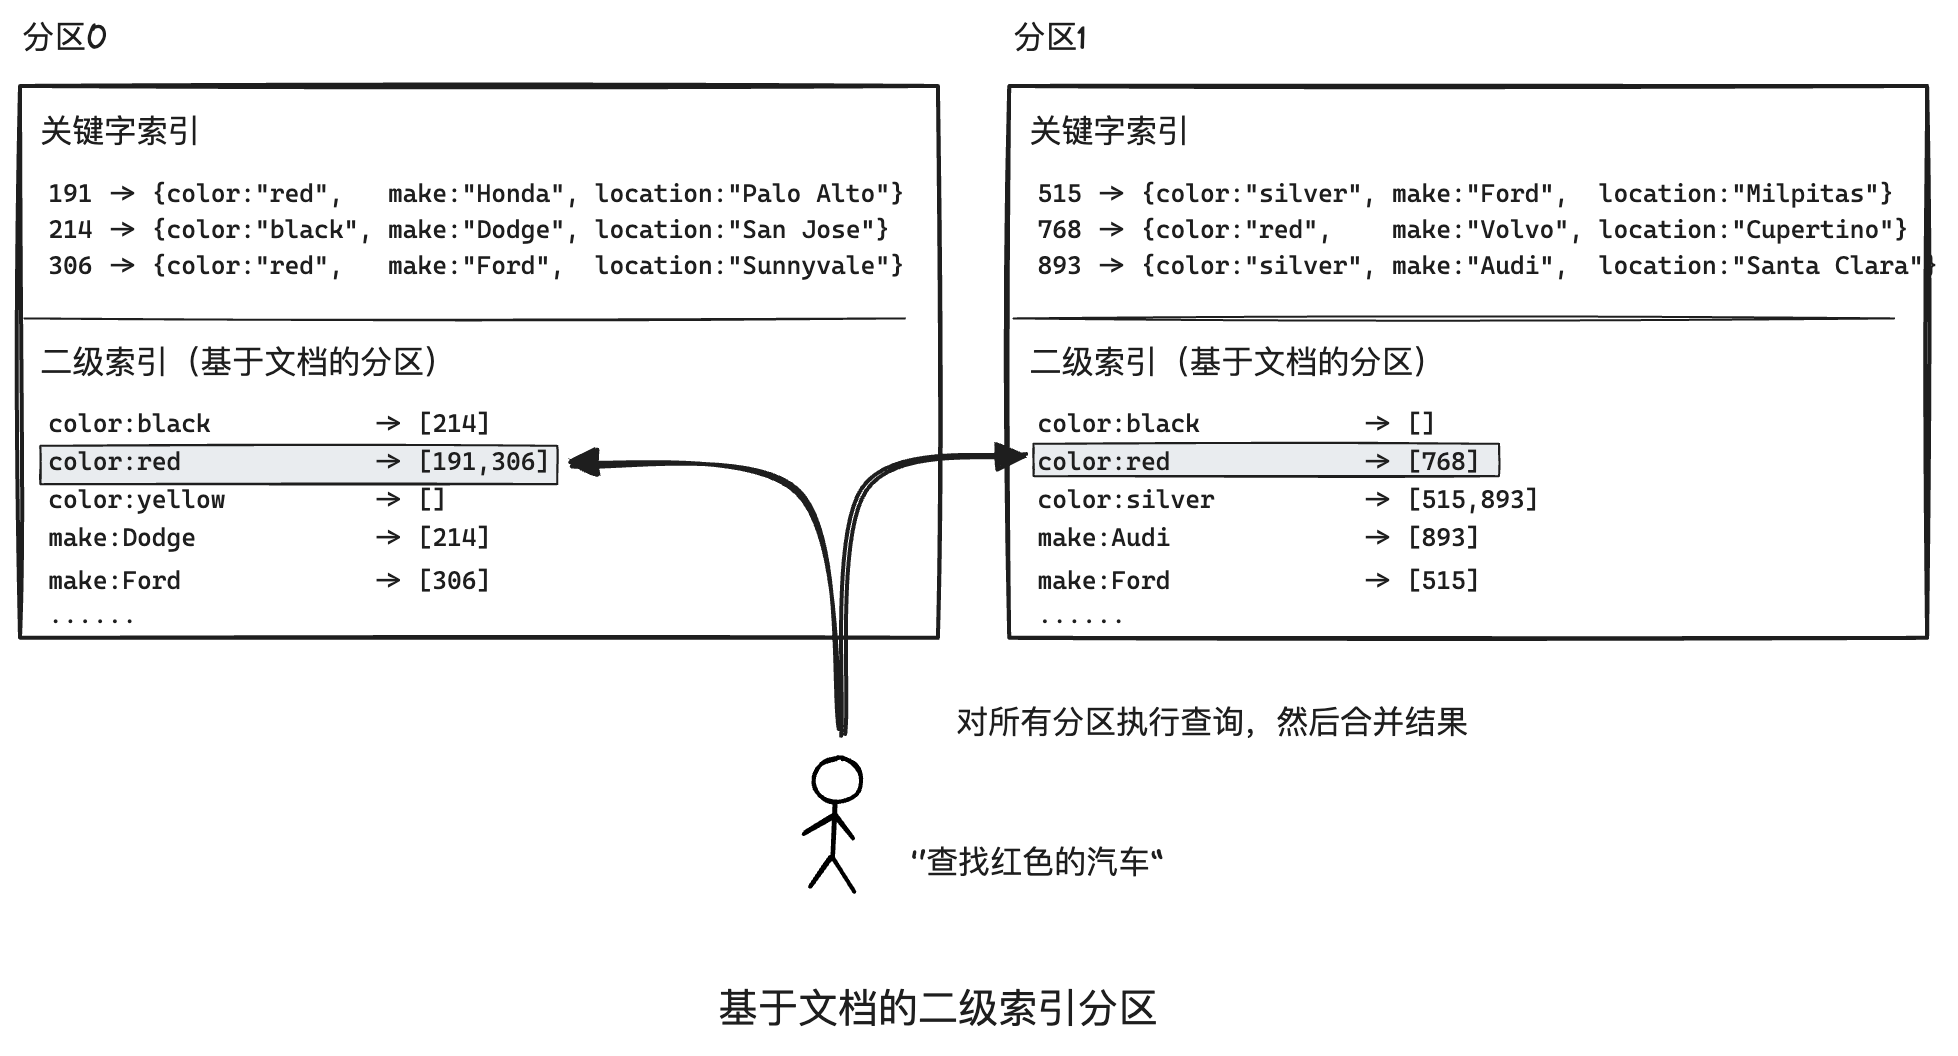 分区0
关键字索引
191 -> {color:"red",   make:"Honda", location:"Palo Alto"}
214 -> {color:"black", make:"Dodge", location:"San Jose"}
306 -> {color:"red",   make:"Ford",  location:"Sunnyvale"}
二级索引（基于文档的分区）
color:black -> [214]
color:red -> [191,306]
color:yellow -> []
make:Dodge -> [214]
make:Ford -> [306]
......
分区1
关键字索引
515 -> {color:"silver", make:"Ford",  location:"Milpitas"}
768 -> {color:"red",    make:"Volvo", location:"Cupertino"}
893 -> {color:"silver", make:"Audi",  location:"Santa Clara"}
二级索引（基于文档的分区）
color:black -> []
color:red -> [768]
color:silver -> [515,893]
make:Audi -> [893]
make:Ford -> [515]
......
对所有分区执行查询，然后合并结果
"查找红色的汽车“
基于文档的二级索引分区